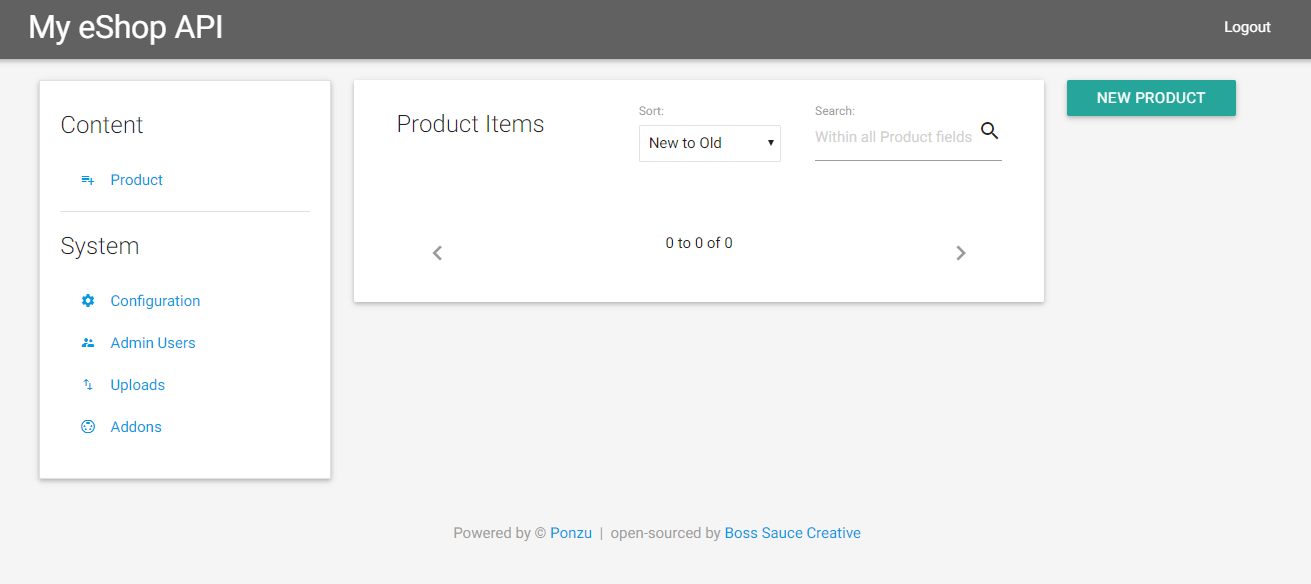 My eShop API
Logout
Content
Product
System
Configuration
Admin Users
Uploads
Addons
Product Items
Sort:
New to Old
Search:
Within all Product fields
0 to 0 of 0
NEW PRODUCT
Powered by © Ponzu | open-sourced by Boss Sauce Creative